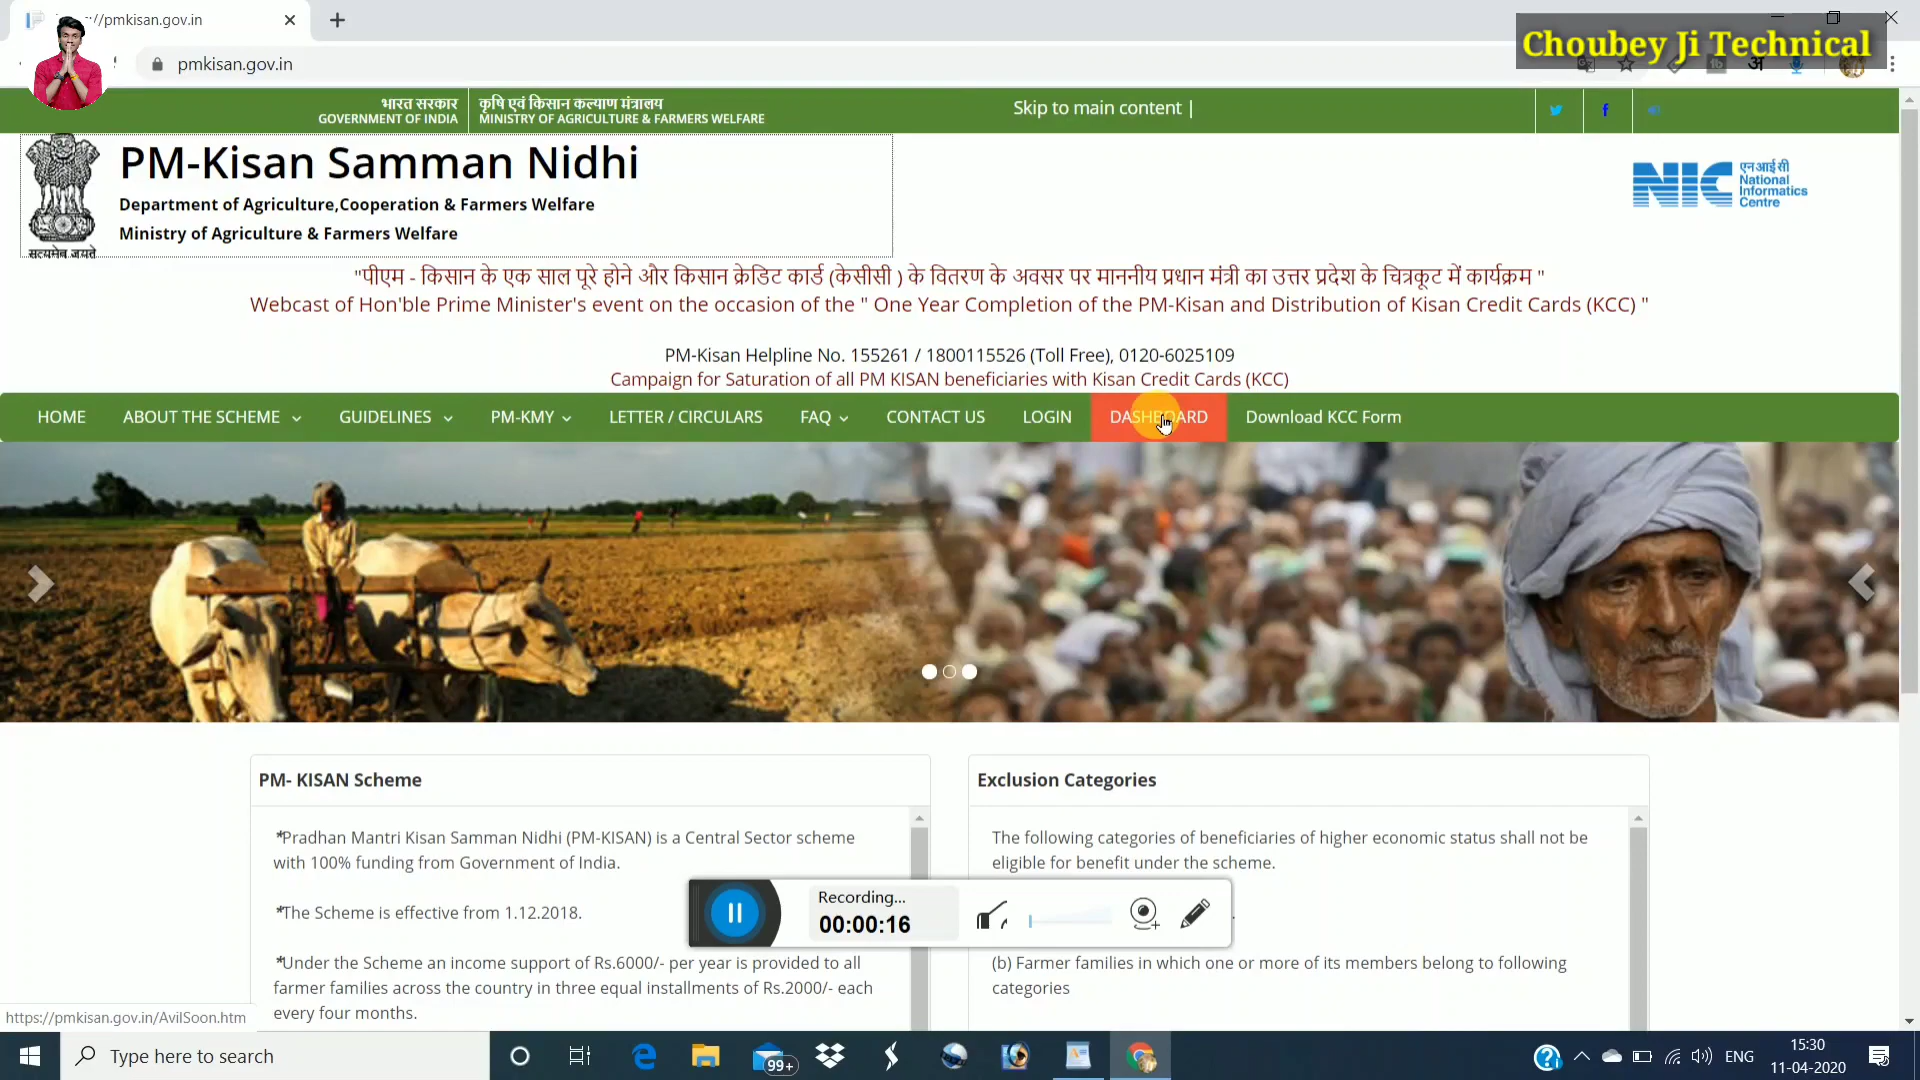 ://pmkisan.gov.in
Choubey Ji Technical
pmkisan.gov.in
भारत सरकार
GOVERNMENT OF INDIA
कृषि एवं किसान कल्याण मंत्रालय
MINISTRY OF AGRICULTURE & FARMERS WELFARE
Skip to main content |
PM-Kisan Samman Nidhi
Department of Agriculture,Cooperation & Farmers Welfare
Ministry of Agriculture & Farmers Welfare
सत्यमेव जयते
NIC
एन आई सी
National
Informatics
Centre
"पीएम - किसान के एक साल पूरे होने और किसान क्रेडिट कार्ड (केसीसी ) के वितरण के अवसर पर माननीय प्रधान मंत्री का उत्तर प्रदेश के चित्रकूट में कार्यक्रम "
Webcast of Hon'ble Prime Minister's event on the occasion of the " One Year Completion of the PM-Kisan and Distribution of Kisan Credit Cards (KCC) "
PM-Kisan Helpline No. 155261 / 1800115526 (Toll Free), 0120-6025109
Campaign for Saturation of all PM KISAN beneficiaries with Kisan Credit Cards (KCC)
HOME ABOUT THE SCHEME GUIDELINES PM-KMY LETTER / CIRCULARS FAQ CONTACT US LOGIN DASHBOARD Download KCC Form
PM- KISAN Scheme
*Pradhan Mantri Kisan Samman Nidhi (PM-KISAN) is a Central Sector scheme
with 100% funding from Government of India.
*The Scheme is effective from 1.12.2018.
*Under the Scheme an income support of Rs.6000/- per year is provided to all
farmer families across the country in three equal installments of Rs.2000/- each
every four months.
Exclusion Categories
The following categories of beneficiaries of higher economic status shall not be
eligible for benefit under the scheme.
(b) Farmer families in which one or more of its members belong to following
categories
Recording...
00:00:16
https://pmkisan.gov.in/AvilSoon.htm
Type here to search
99+
ENG
15:30
11-04-2020